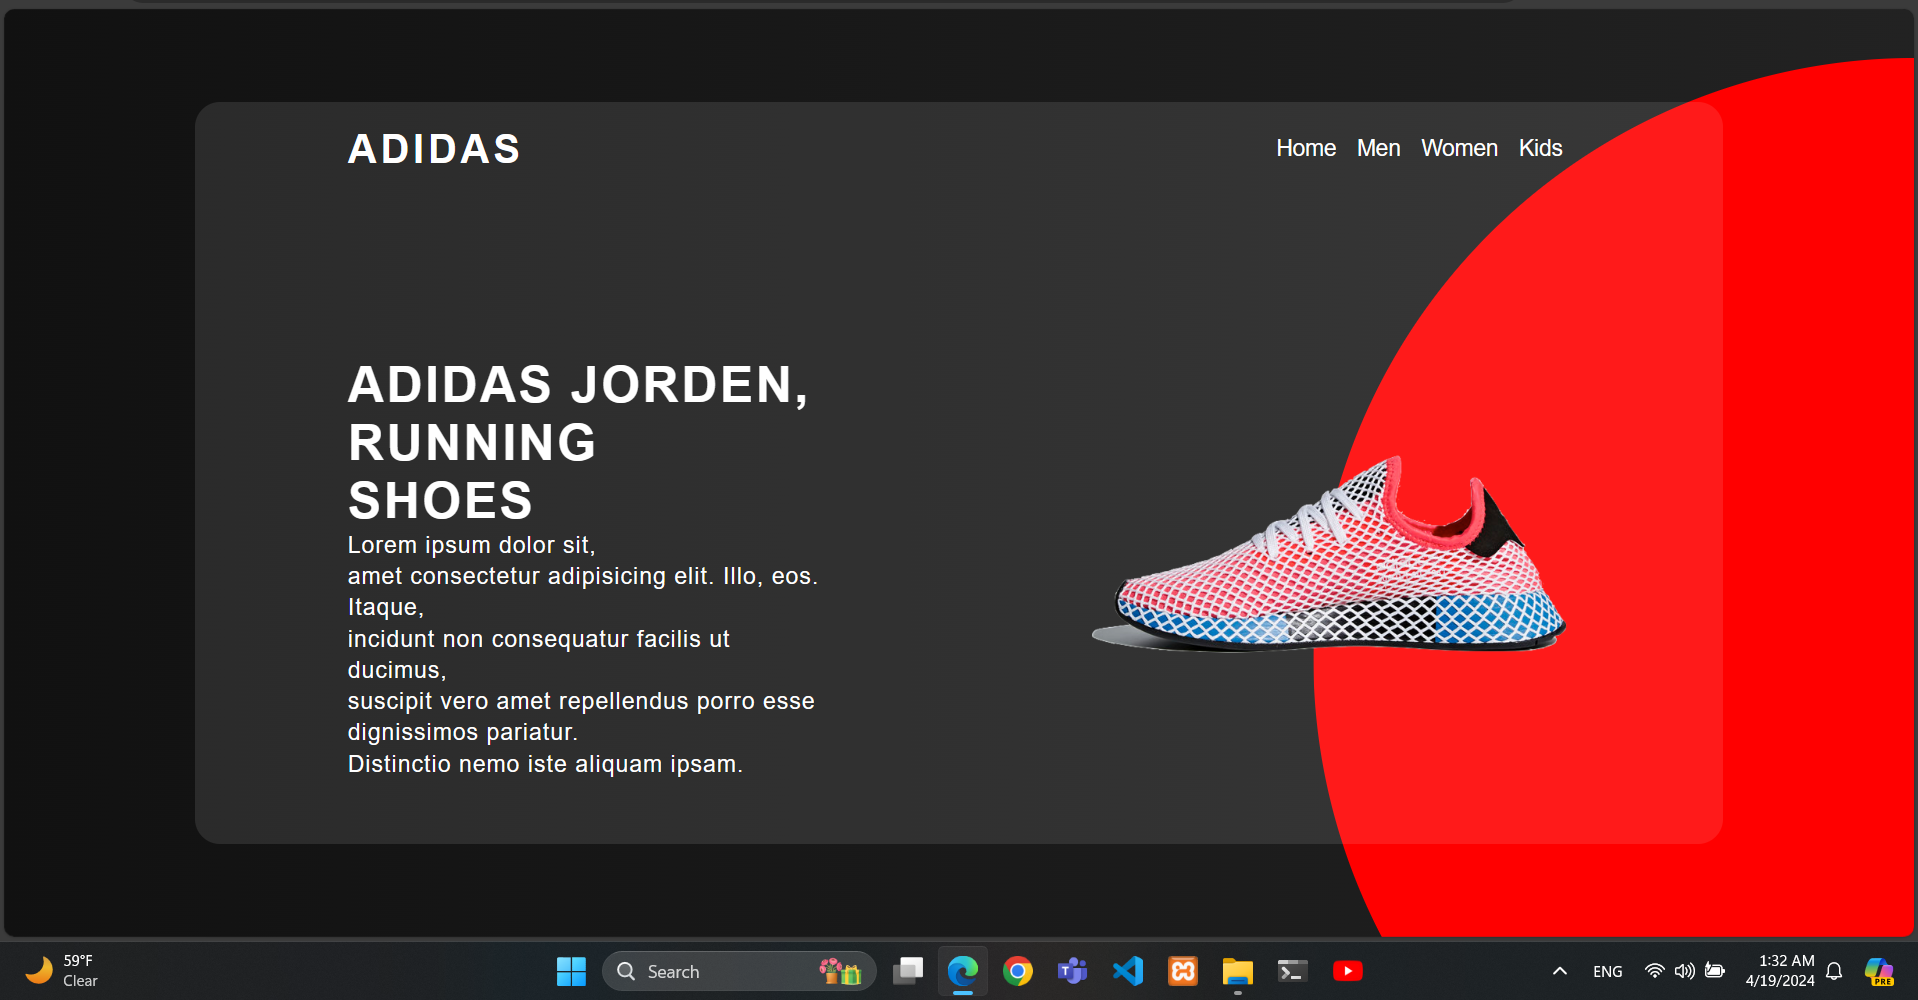 ADIDAS
Home Men Women Kids
ADIDAS JORDEN,
RUNNING
SHOES
Lorem ipsum dolor sit,
amet consectetur adipisicing elit. Illo, eos.
Itaque,
incidunt non consequatur facilis ut
ducimus,
suscipit vero amet repellendus porro esse
dignissimos pariatur.
Distinctio nemo iste aliquam ipsam.
59°F
Clear
Search
ENG
1:32 AM
4/19/2024
PRE